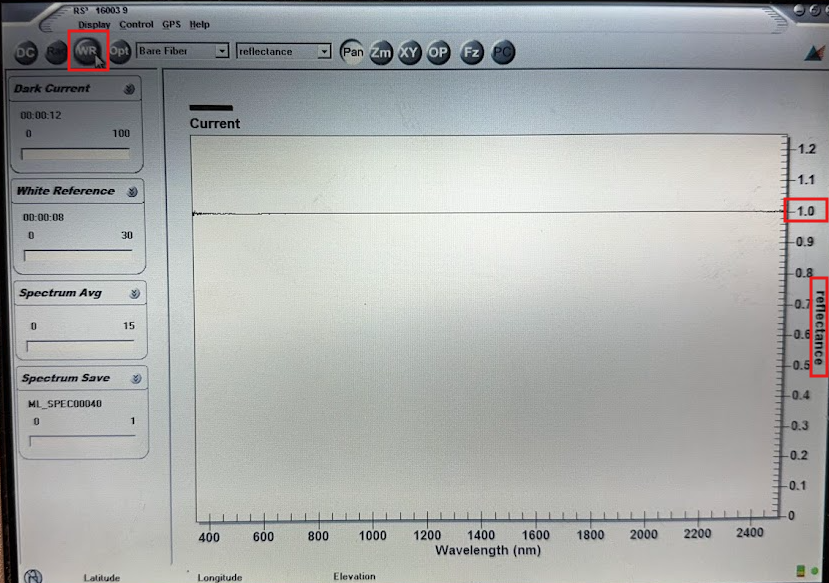 RS³ 16003 9
Display Control GPS Help
DC WR Opt Bare Fiber reflectance Pan Zm XY OP Fz PC
Dark Current
00:00:12
0 100
White Reference
00:00:08
0 30
Spectrum Avg
0 15
Spectrum Save
ML_SPEC00040
0 1
Current
1.2
1.1
1.0
0.9
0.8
0.7
0.6
0.5
0.4
0.3
0.2
0.1
0
reflectance
400 600 800 1000 1200 1400 1600 1800 2000 2200 2400
Wavelength (nm)
Latitude Longitude Elevation